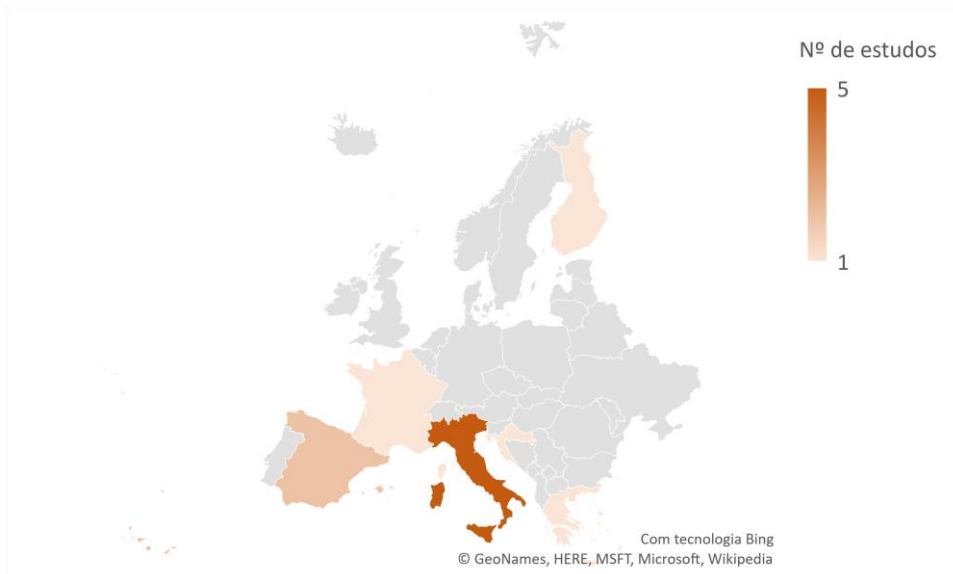 Nº de estudos
5
1
Com tecnologia Bing
© GeoNames, HERE, MSFT, Microsoft, Wikipedia